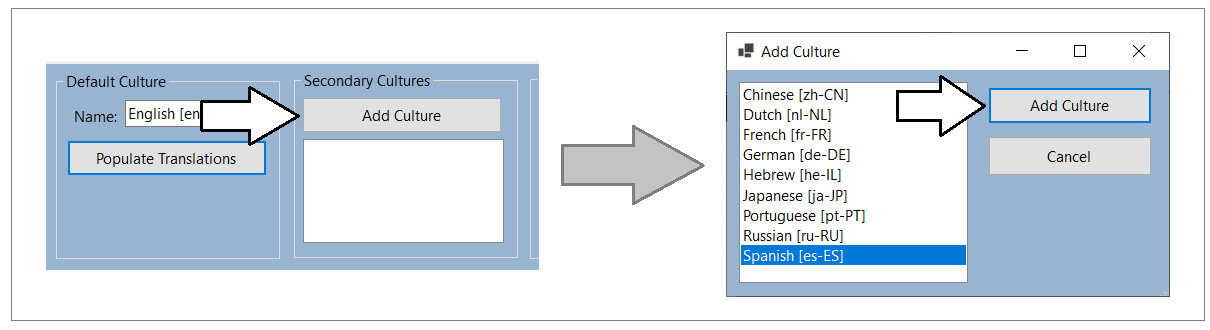 Default Culture
Name: English [en
Populate Translations
Secondary Cultures
Add Culture
Add Culture
Chinese [zh-CN]
Dutch [nl-NL]
French [fr-FR]
German [de-DE]
Hebrew [he-IL]
Japanese [ja-JP]
Portuguese [pt-PT]
Russian [ru-RU]
Spanish [es-ES]
Add Culture
Cancel